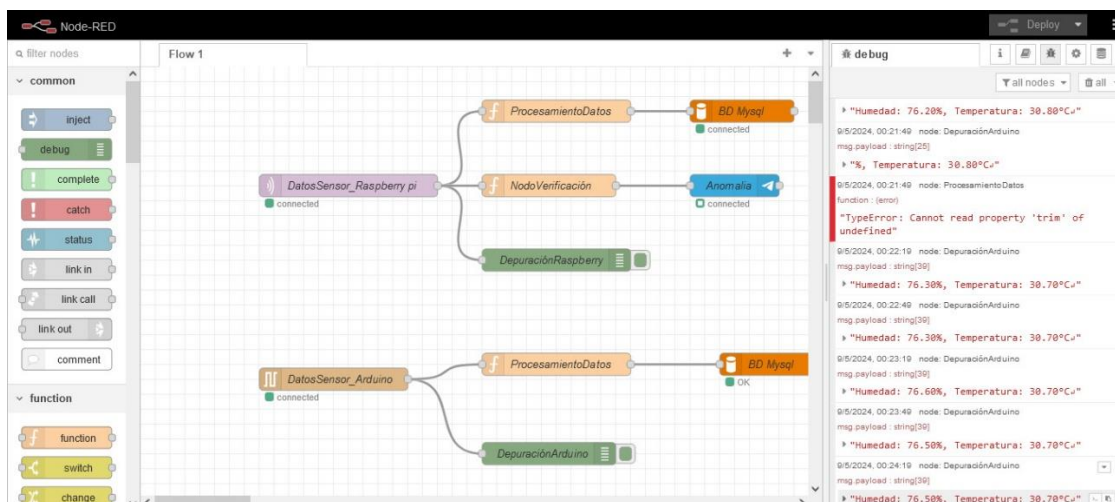 Node-RED
Deploy
filter nodes
Flow 1
debug
i
all nodes
all
common
inject
debug
complete
catch
status
link in
link call
link out
comment
function
function
switch
change
DatosSensor_Raspberry pi
connected
ProcesamientoDatos
BD Mysql
connected
NodoVerificación
Anomalia
connected
DepuraciónRaspberry
DatosSensor_Arduino
connected
ProcesamientoDatos
BD Mysql
OK
DepuraciónArduino
"Humedad: 76.20%, Temperatura: 30.80ºC↵"
9/5/2024, 00:21:49 node: DepuraciónArduino
msg.payload : string[25]
"%, Temperatura: 30.80ºC↵"
9/5/2024, 00:21:49 node: ProcesamientoDatos
function : (error)
"TypeError: Cannot read property 'trim' of
undefined"
9/5/2024, 00:22:19 node: DepuraciónArduino
msg.payload : string[39]
"Humedad: 76.30%, Temperatura: 30.70ºC↵"
9/5/2024, 00:22:49 node: DepuraciónArduino
msg.payload : string[39]
"Humedad: 76.30%, Temperatura: 30.70ºC↵"
9/5/2024, 00:23:19 node: DepuraciónArduino
msg.payload : string[39]
"Humedad: 76.60%, Temperatura: 30.70ºC↵"
9/5/2024, 00:23:49 node: DepuraciónArduino
msg.payload : string[39]
"Humedad: 76.50%, Temperatura: 30.70ºC↵"
9/5/2024, 00:24:19 node: DepuraciónArduino
msg.payload : string[39]
"Humedad: 76.50%, Temperatura: 30.70ºC↵"